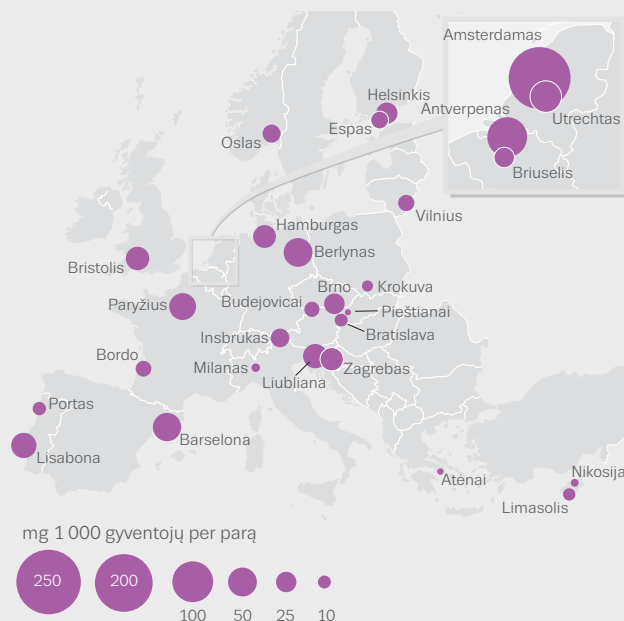 Amsterdamas
Utrechtas
Antverpenas
Briuselis
Helsinkis
Espas
Oslas
Vilnius
Hamburgas
Berlynas
Bristolis
Paryžius
Budejovicai
Brno
Krokuva
Pieštianai
Bratislava
Insbrukas
Milanas
Liubliana
Zagrebas
Bordo
Portas
Lisabona
Barselona
Atėnai
Nikosija
Limasolis
mg 1 000 gyventojų per parą
250
200
100
50
25
10